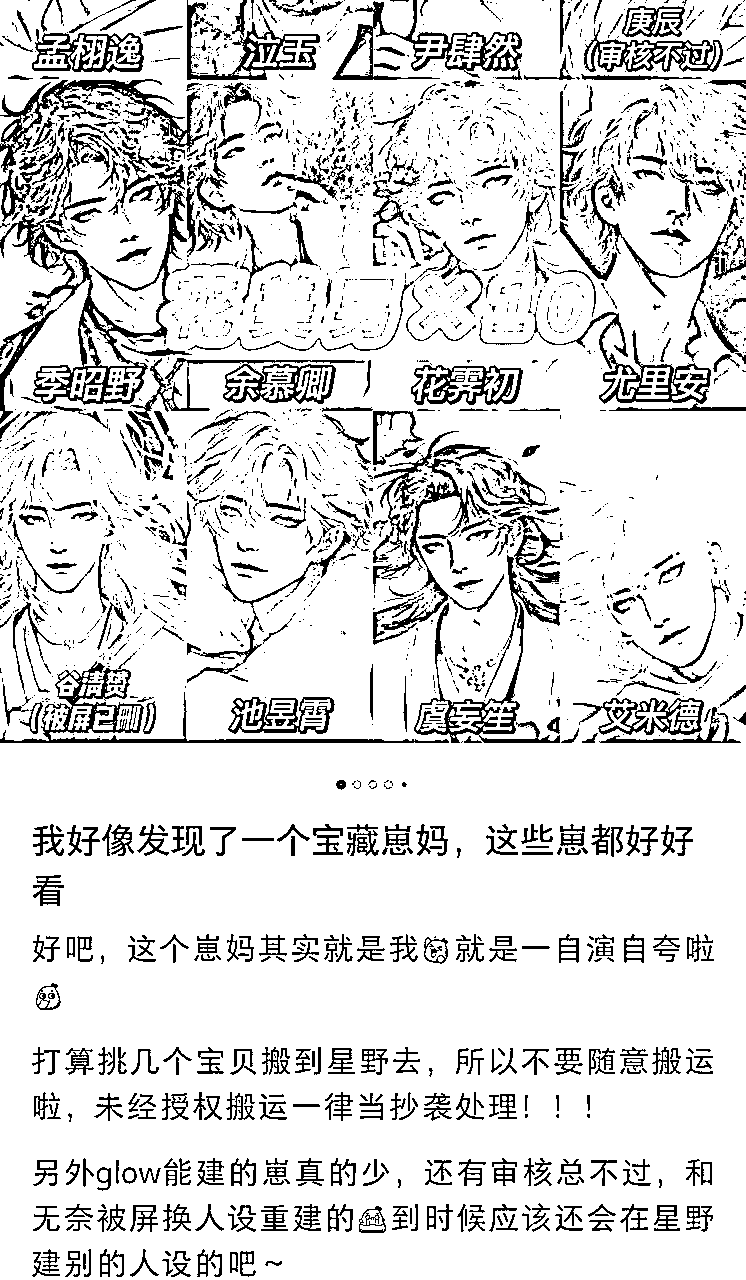 孟栩逸
泣玉
尹肆然
庚辰
(审核不过)
季昭野
余慕卿
花霁初
尤里安
谷清赞
(被屏已删)
池昱霄
虞妄笙
艾米德
我好像发现了一个宝藏崽妈，这些崽都好好
看
好吧，这个崽妈其实就是我就是一自演自夸啦
打算挑几个宝贝搬到星野去，所以不要随意搬运
啦，未经授权搬运一律当抄袭处理！！！
另外glow能建的崽真的少，还有审核总不过，和
无奈被屏换人设重建的到时候应该还会在星野
建别的人设的吧~